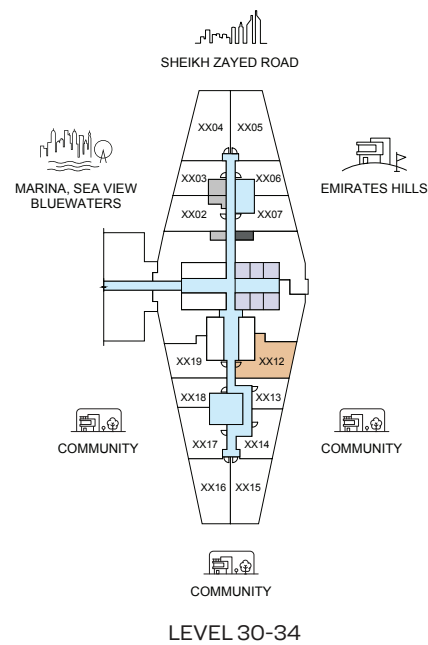 SHEIKH ZAYED ROAD
XX04
XX05
MARINA, SEA VIEW
BLUEWATERS
EMIRATES HILLS
XX03
XX06
XX02
XX07
XX19
XX12
XX18
XX13
COMMUNITY
COMMUNITY
XX17
XX14
XX16
XX15
COMMUNITY
LEVEL 30-34